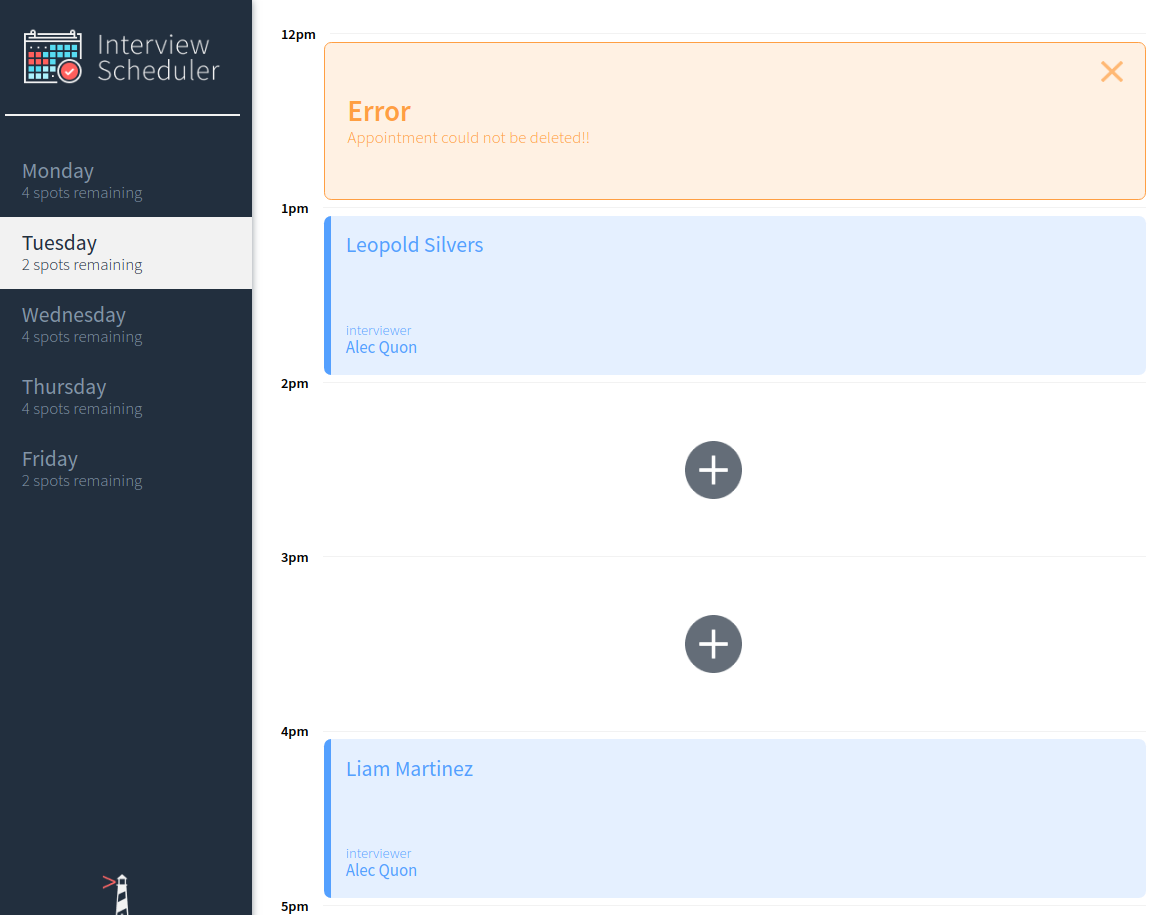 Interview
Scheduler
Monday
4 spots remaining
Tuesday
2 spots remaining
Wednesday
4 spots remaining
Thursday
4 spots remaining
Friday
2 spots remaining
12pm
Error
Appointment could not be deleted!!
1pm
Leopold Silvers
interviewer
Alec Quon
2pm
3pm
4pm
Liam Martinez
interviewer
Alec Quon
5pm